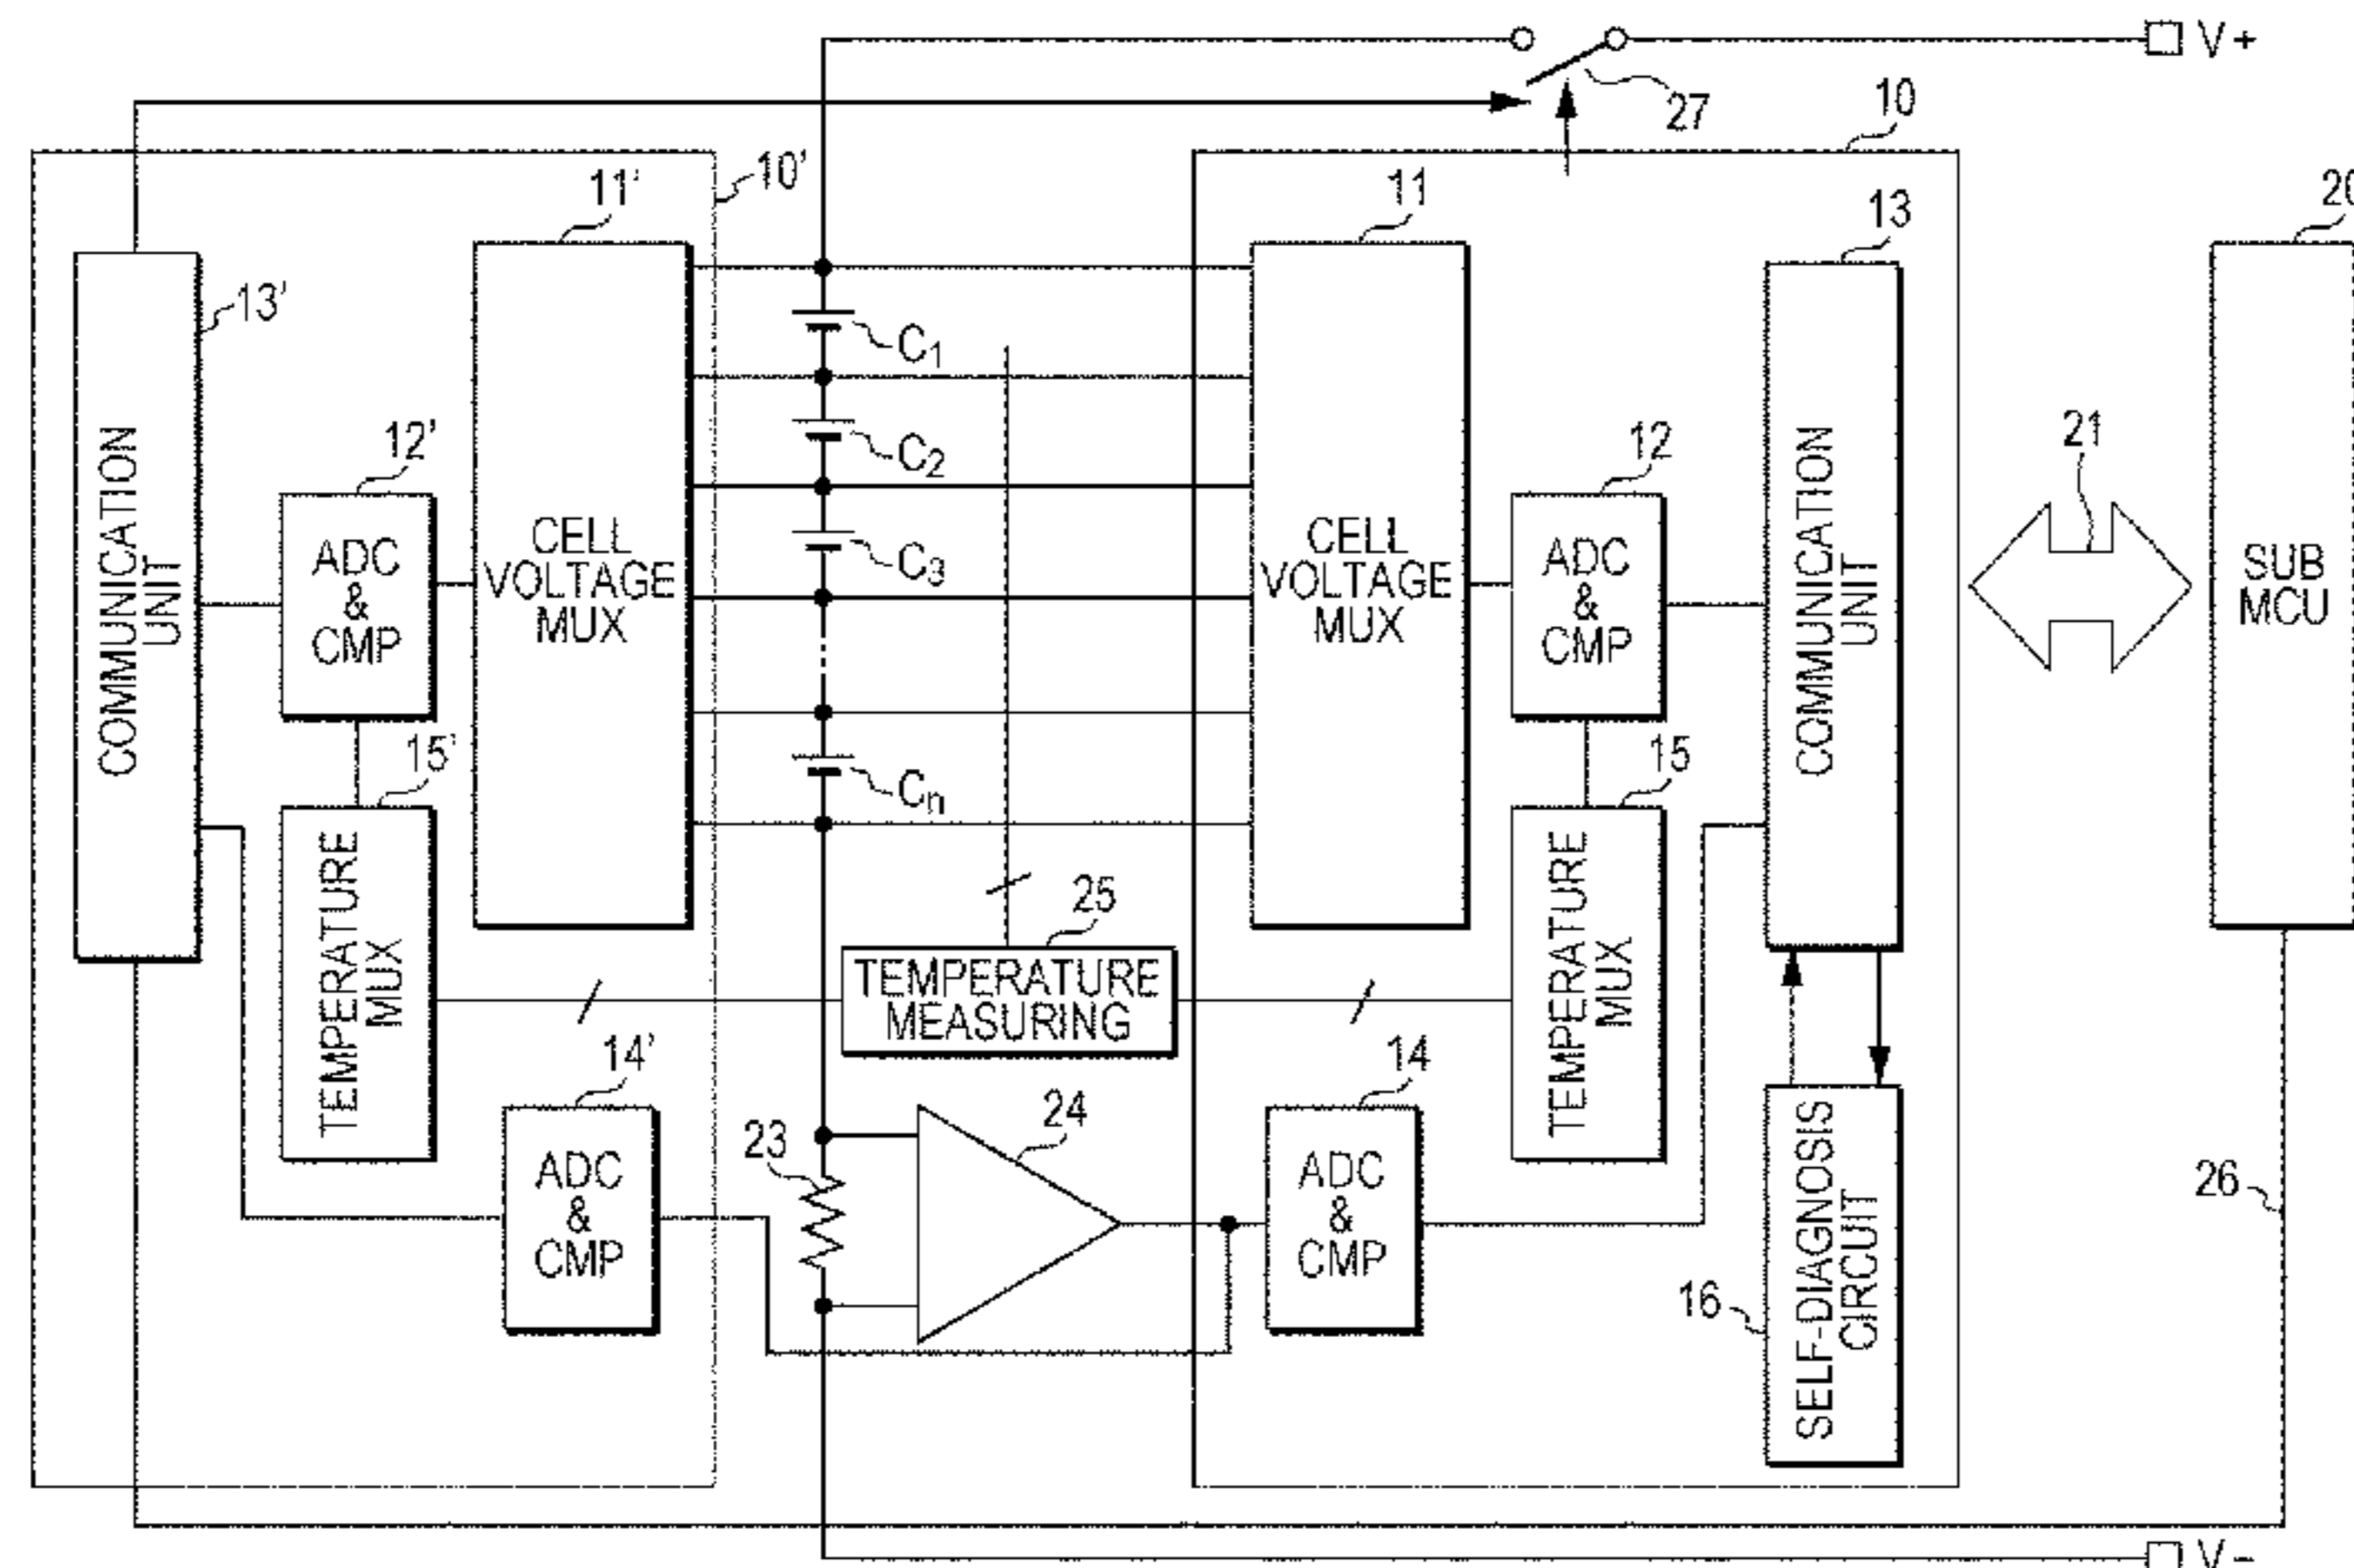 V+
27
10
10'
11'
11
13
20
13'
C1
21
12'
C2
12
COMMUNICATION
UNIT
ADC
&
CMP
CELL
VOLTAGE
MUX
C3
CELL
VOLTAGE
MUX
ADC
&
CMP
COMMUNICATION
UNIT
SUB
MCU
15'
Cn
15
TEMPERATURE
MUX
25
TEMPERATURE
MEASURING
TEMPERATURE
MUX
14'
14
24
23
ADC
&
CMP
ADC
&
CMP
26
16
SELF-DIAGNOSIS
CIRCUIT
V-